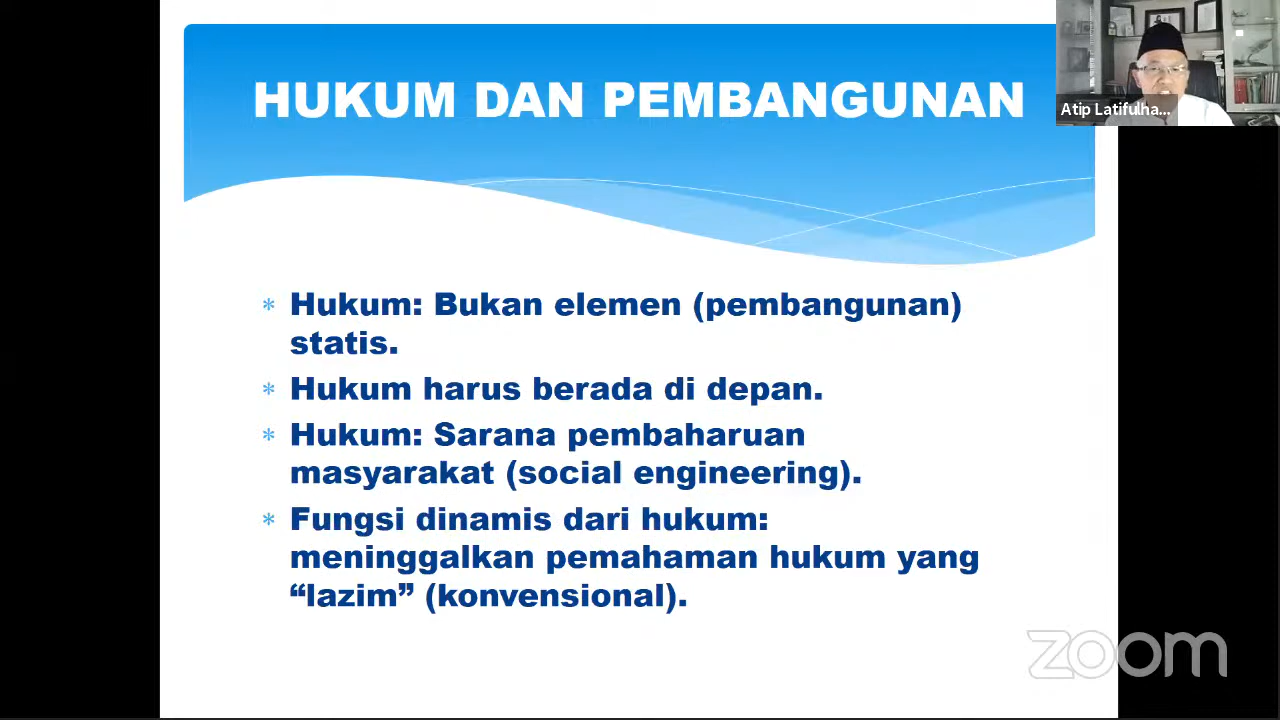 HUKUM DAN PEMBANGUNAN
Atip Latifulha...
* Hukum: Bukan elemen (pembangunan)
statis.
* Hukum harus berada di depan.
* Hukum: Sarana pembaharuan
masyarakat (social engineering).
* Fungsi dinamis dari hukum:
meninggalkan pemahaman hukum yang
“lazim” (konvensional).
zoom